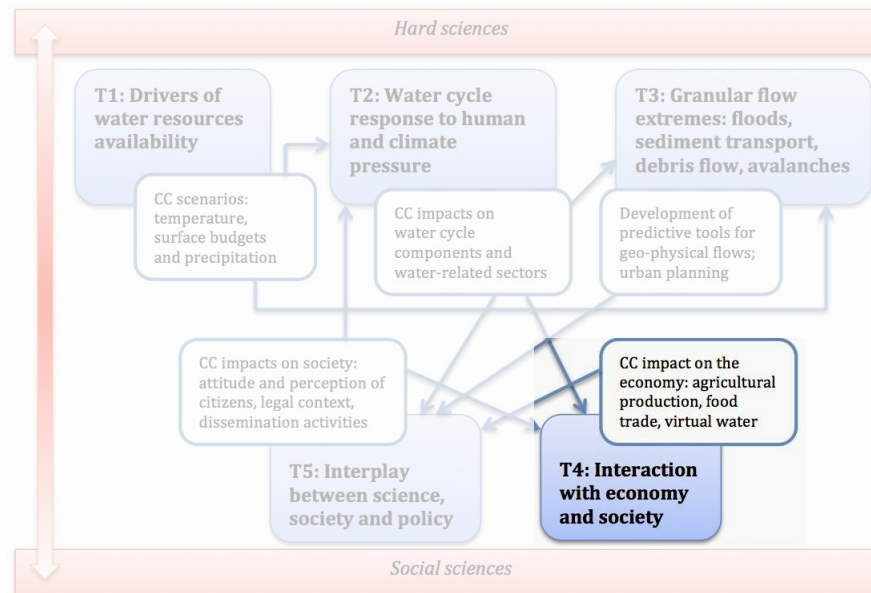 Hard sciences
T1: Drivers of
water resources
availability
T2: Water cycle
response to human
and climate
pressure
T3: Granular flow
extremes: floods,
sediment transport,
debris flow, avalanches
CC scenarios:
temperature,
surface budgets
and precipitation
CC impacts on
water cycle
components and
water-related sectors
Development of
predictive tools for
geo-physical flows;
urban planning
CC impacts on society:
attitude and perception of
citizens, legal context,
dissemination activities
CC impact on the
economy: agricultural
production, food
trade, virtual water
T5: Interplay
between science,
society and policy
T4: Interaction
with economy
and society
Social sciences